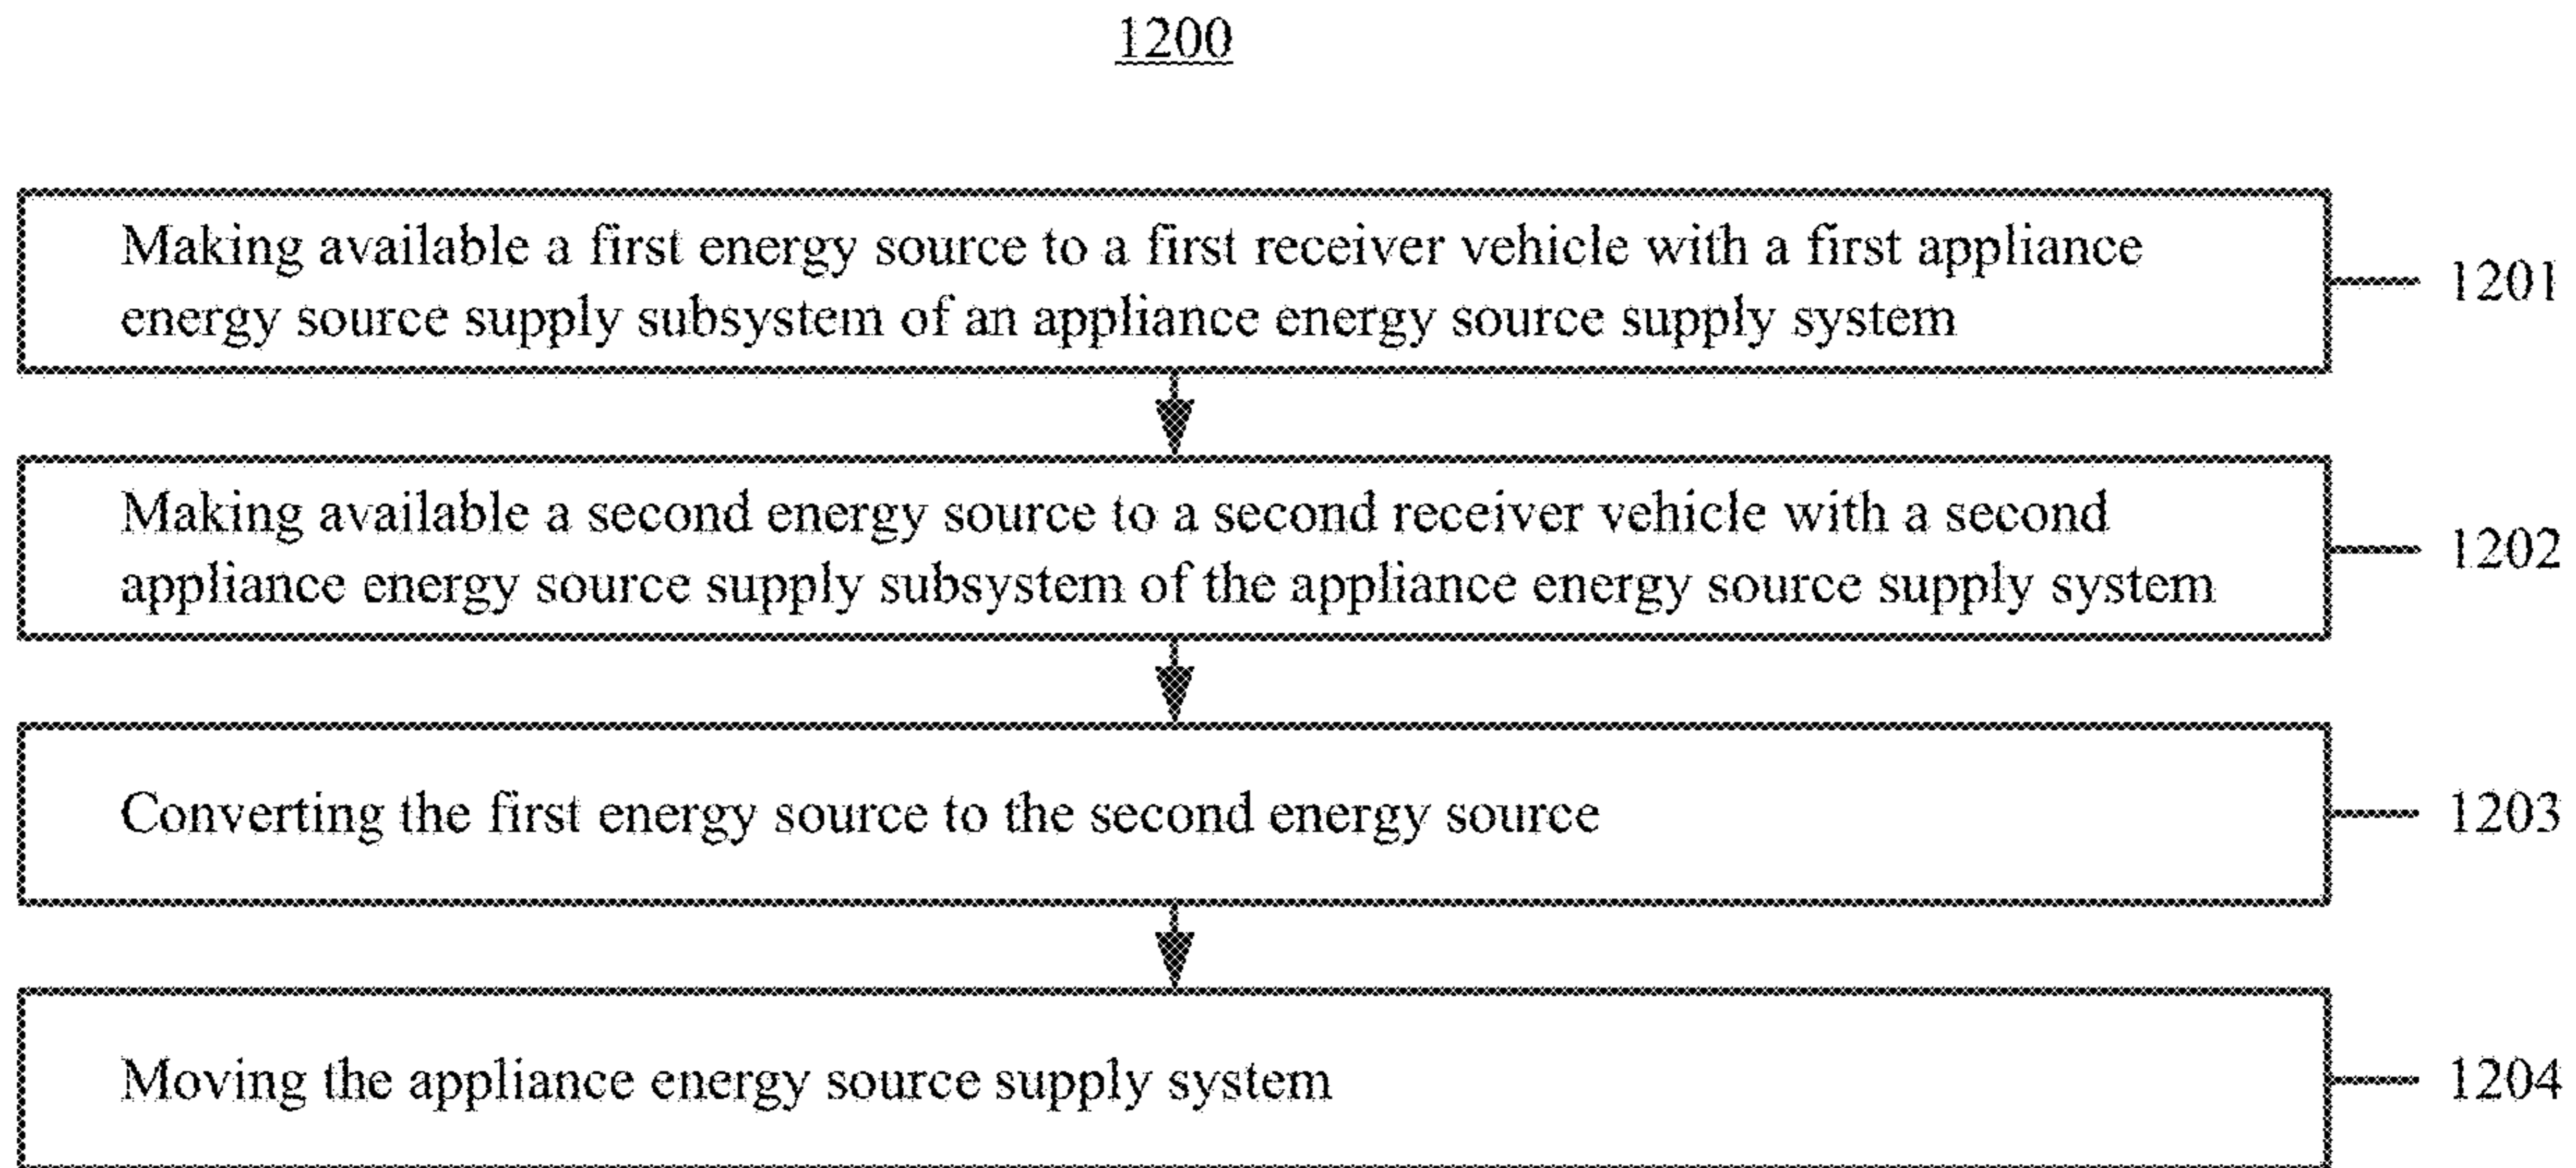 1200
Making available a first energy source to a first receiver vehicle with a first appliance
energy source supply subsystem of an appliance energy source supply system
1201
Making available a second energy source to a second receiver vehicle with a second
appliance energy source supply subsystem of the appliance energy source supply system
1202
Converting the first energy source to the second energy source
1203
Moving the appliance energy source supply system
1204